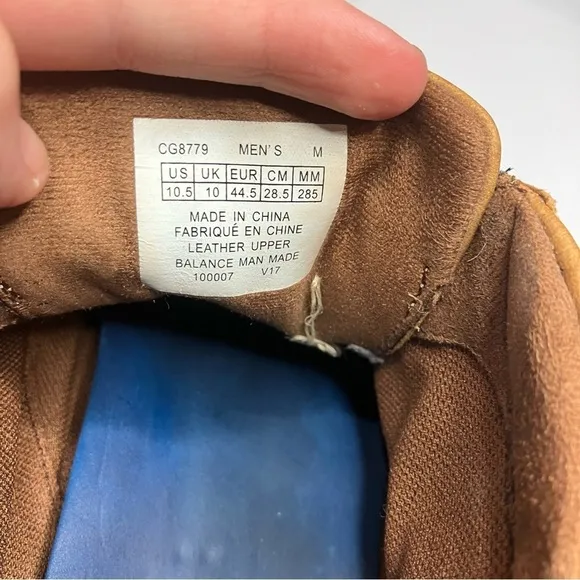 CG8779 MEN'S M
US UK EUR CM MM
10.5 10 44.5 28.5 285
MADE IN CHINA
FABRIQUÉ EN CHINE
LEATHER UPPER
BALANCE MAN MADE
100007 V17